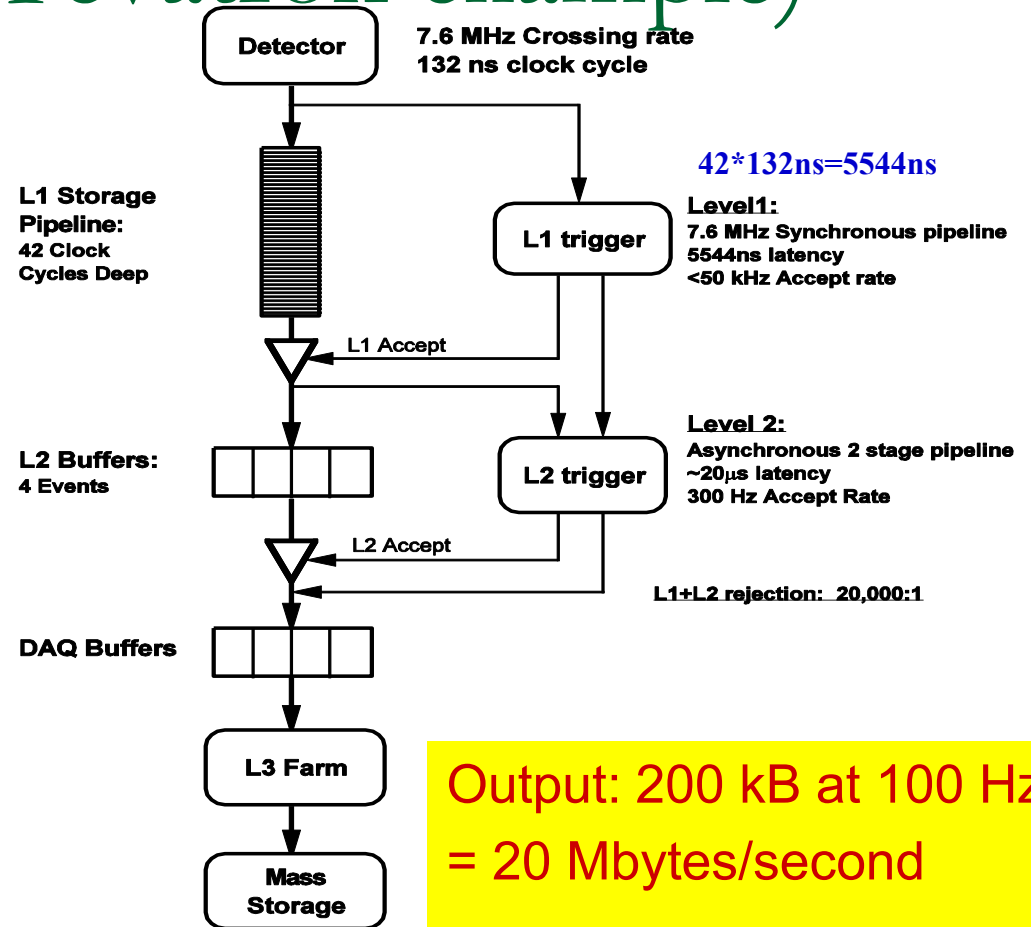 Detector
7.6 MHz Crossing rate
132 ns clock cycle
42*132ns=5544ns
L1 Storage
Pipeline:
42 Clock
Cycles Deep
L1 trigger
Level1:
7.6 MHz Synchronous pipeline
5544ns latency
<50 kHz Accept rate
L1 Accept
L2 Buffers:
4 Events
L2 trigger
Level 2:
Asynchronous 2 stage pipeline
~20μs latency
300 Hz Accept Rate
L2 Accept
L1+L2 rejection: 20,000:1
DAQ Buffers
L3 Farm
Output: 200 kB at 100 Hz
= 20 Mbytes/second
Mass
Storage